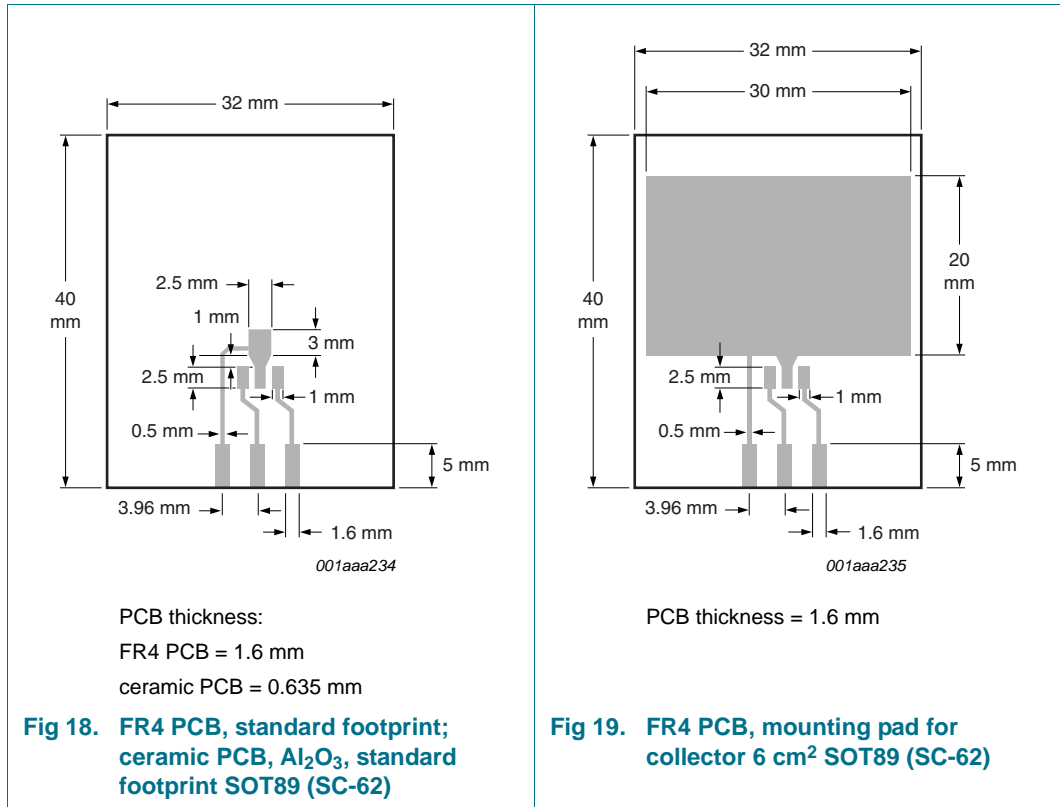 32 mm
40
mm
2.5 mm
1 mm
3 mm
2.5 mm
1 mm
0.5 mm
5 mm
3.96 mm
1.6 mm
001aaa234
PCB thickness:
FR4 PCB = 1.6 mm
ceramic PCB = 0.635 mm
Fig 18. FR4 PCB, standard footprint;
ceramic PCB, Al2O3, standard
footprint SOT89 (SC-62)
32 mm
30 mm
40
mm
20
mm
2.5 mm
1 mm
0.5 mm
5 mm
3.96 mm
1.6 mm
001aaa235
PCB thickness = 1.6 mm
Fig 19. FR4 PCB, mounting pad for
collector 6 cm² SOT89 (SC-62)